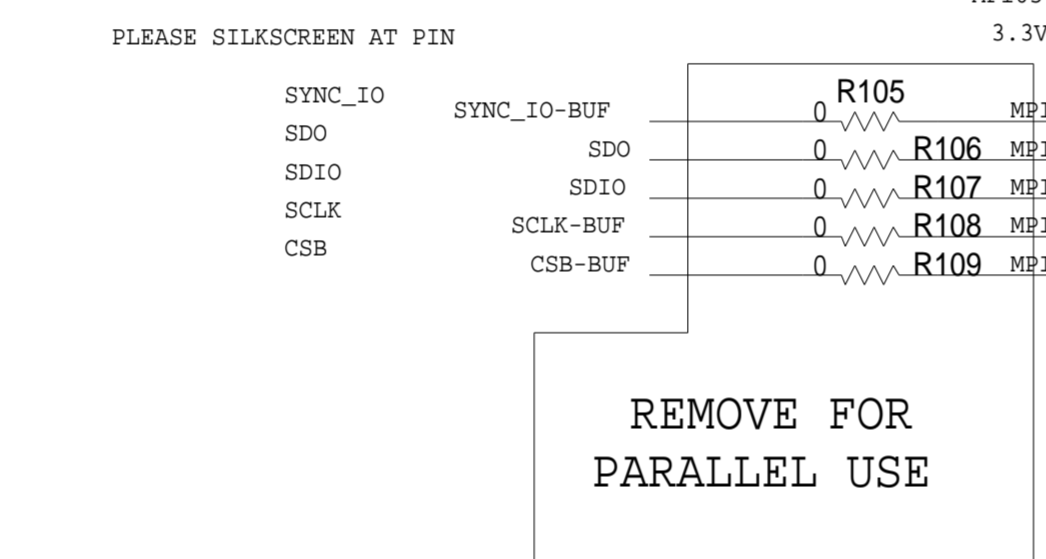 PLEASE SILKSCREEN AT PIN
3.3V
SYNC_IO
SDO
SDIO
SCLK
CSB
SYNC_IO-BUF 0 R105
SDO 0 R106
SDIO 0 R107
SCLK-BUF 0 R108
CSB-BUF 0 R109
REMOVE FOR
PARALLEL USE